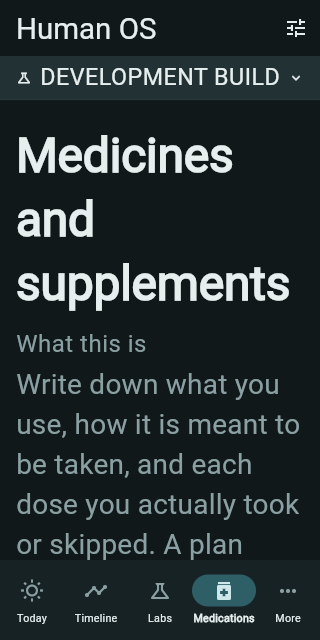 Human OS
DEVELOPMENT BUILD
Medicines
and
supplements
What this is
Write down what you
use, how it is meant to
be taken, and each
dose you actually took
or skipped. A plan
Today Timeline Labs Medications More